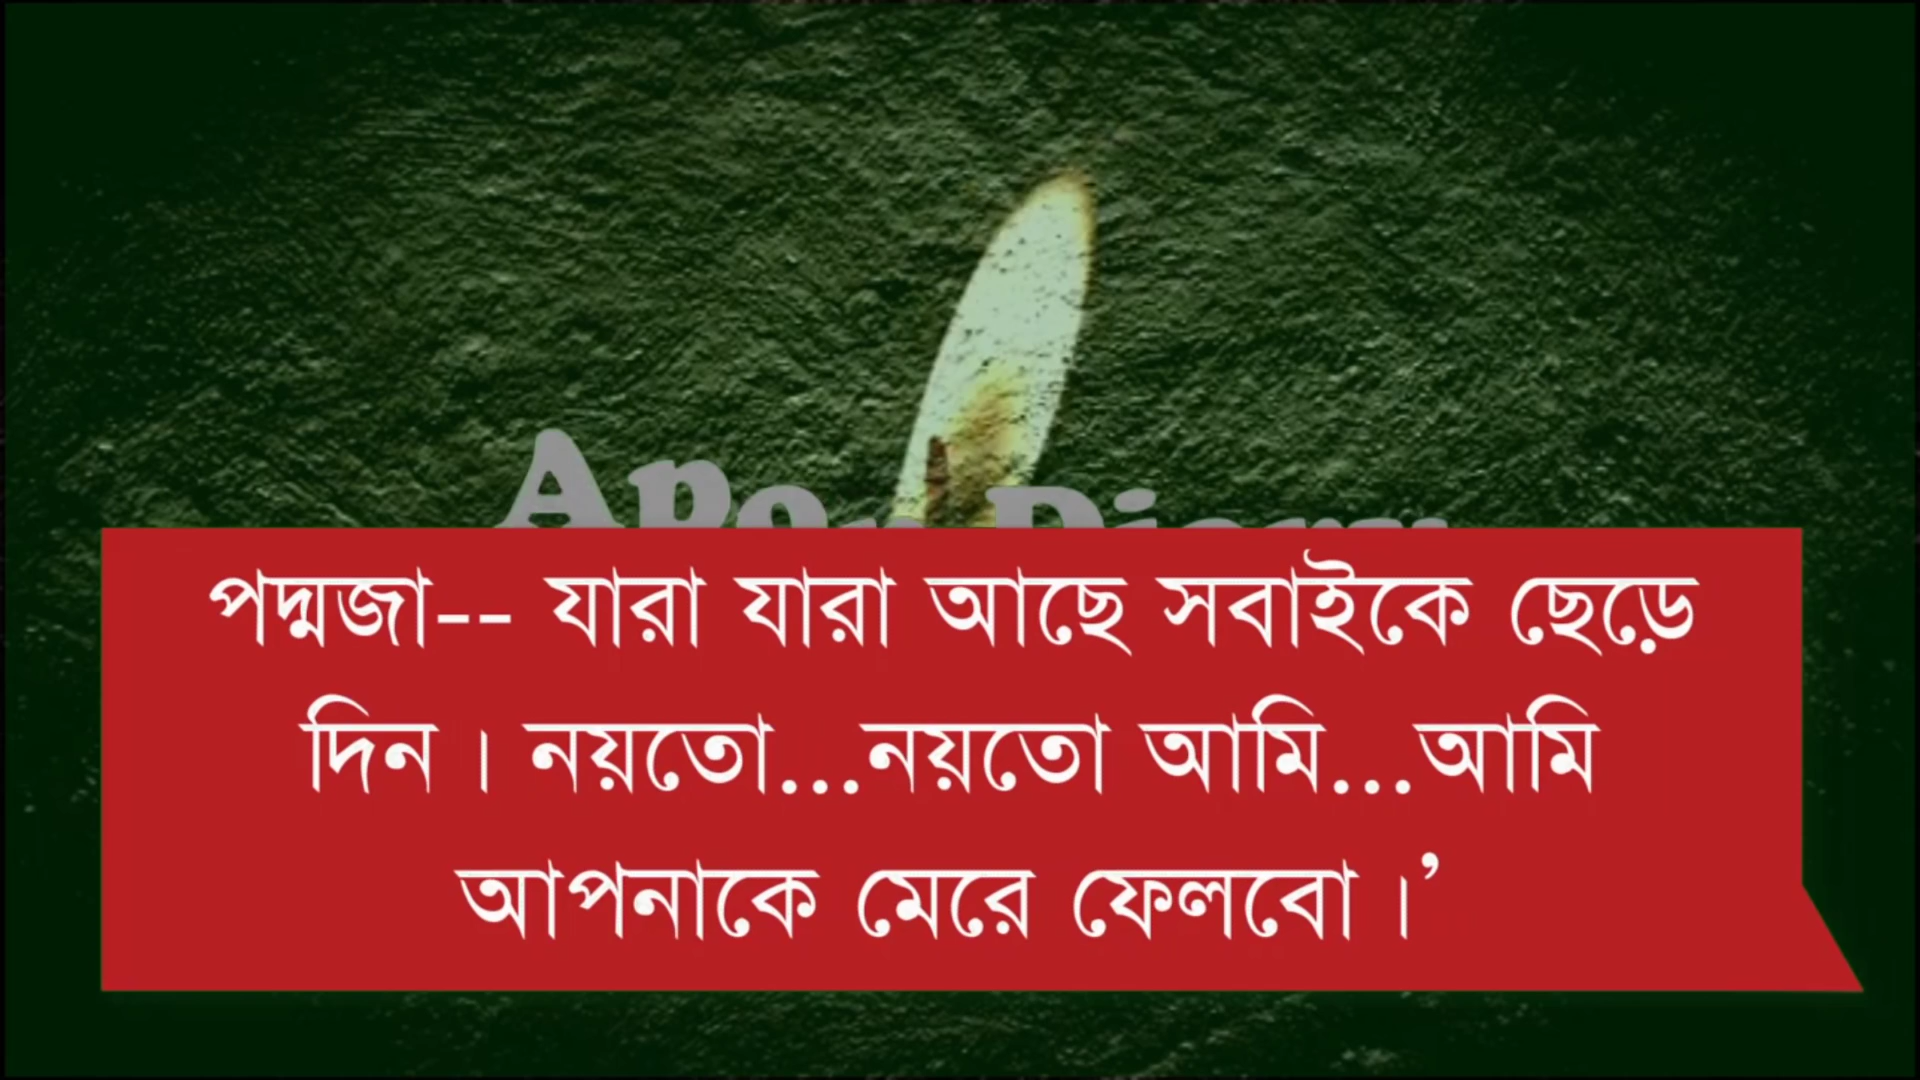 পদ্মজা-- যারা যারা আছে সবাইকে ছেড়ে
দিন। নয়তো...নয়তো আমি...আমি
আপনাকে মেরে ফেলবো।’